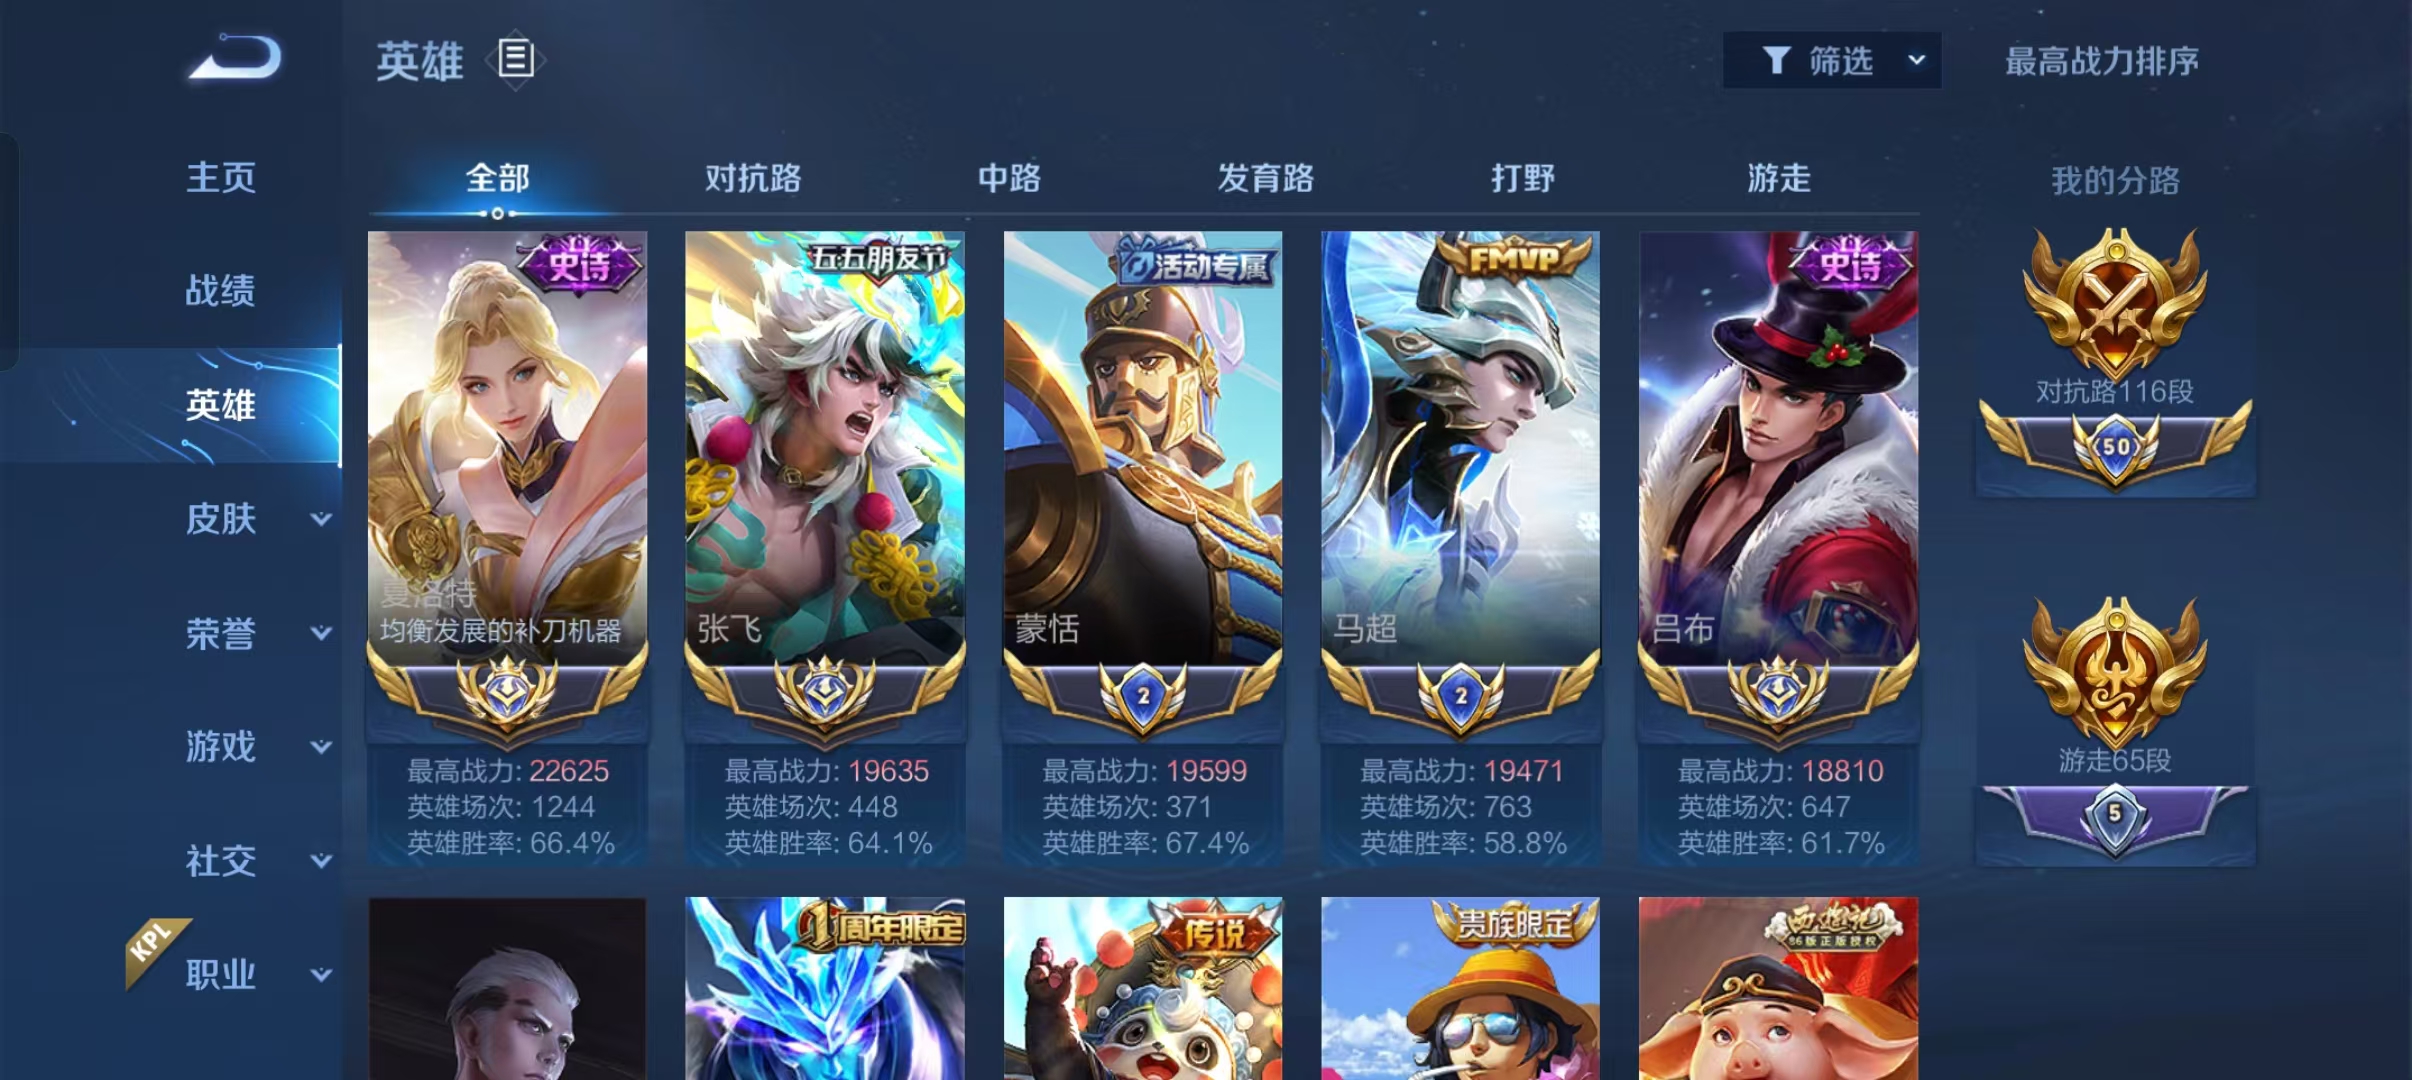 英雄
筛选
最高战力排序
主页
战绩
英雄
皮肤
荣誉
游戏
社交
KPL
职业
全部
对抗路
中路
发育路
打野
游走
我的分路
史诗
夏洛特
均衡发展的补刀机器
最高战力: 22625
英雄场次: 1244
英雄胜率: 66.4%
五五朋友节
张飞
最高战力: 19635
英雄场次: 448
英雄胜率: 64.1%
活动专属
蒙恬
2
最高战力: 19599
英雄场次: 371
英雄胜率: 67.4%
FMVP
马超
2
最高战力: 19471
英雄场次: 763
英雄胜率: 58.8%
史诗
吕布
最高战力: 18810
英雄场次: 647
英雄胜率: 61.7%
对抗路116段
50
游走65段
5
1周年限定
传说
贵族限定
西游记
86版正版授权